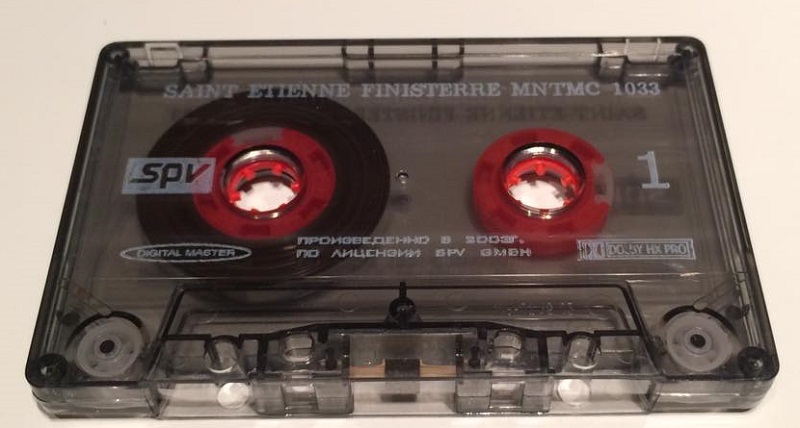 SAINT ETIENNE FINISTERRE MNTMC 1033
SPV
1
DIGITAL MASTER
ПРОИЗВЕДЕННО В 2003Г.
ПО ЛИЦЕНЗИИ SPV GMBH
DOLBY HX PRO